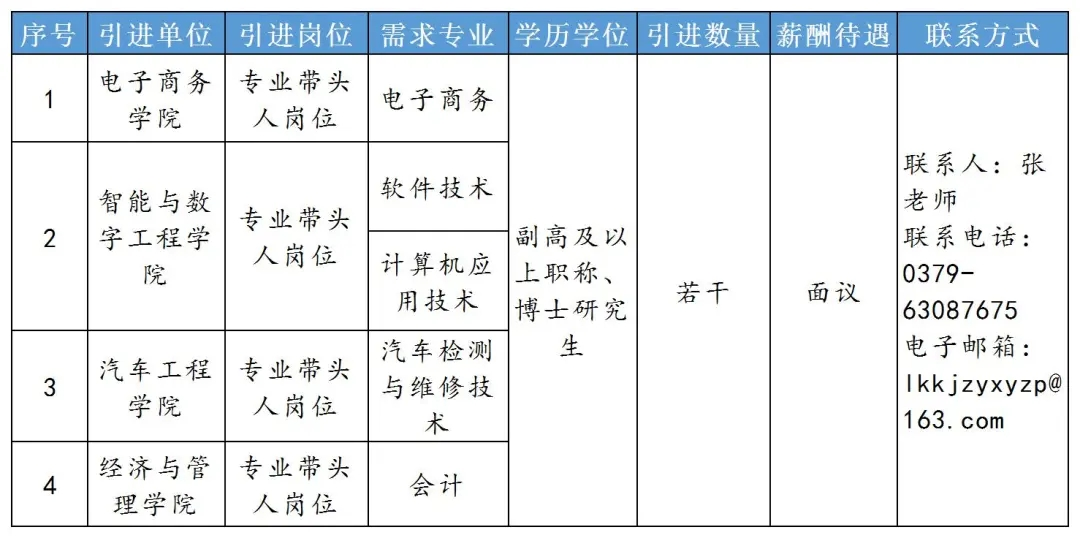 序号 引进单位 引进岗位 需求专业 学历学位 引进数量 薪酬待遇 联系方式
1
电子商务
学院
专业带头
人岗位
电子商务
2
智能与数
字工程学
院
专业带头
人岗位
软件技术
计算机应
用技术
3
汽车工程
学院
专业带头
人岗位
汽车检测
与维修技
术
4
经济与管
理学院
专业带头
人岗位
会计
副高及以
上职称、
博士研究
生
若干
面议
联系人：张
老师
联系电话：
0379-
63087675
电子邮箱：
lkkjzyxyzp@
163.com